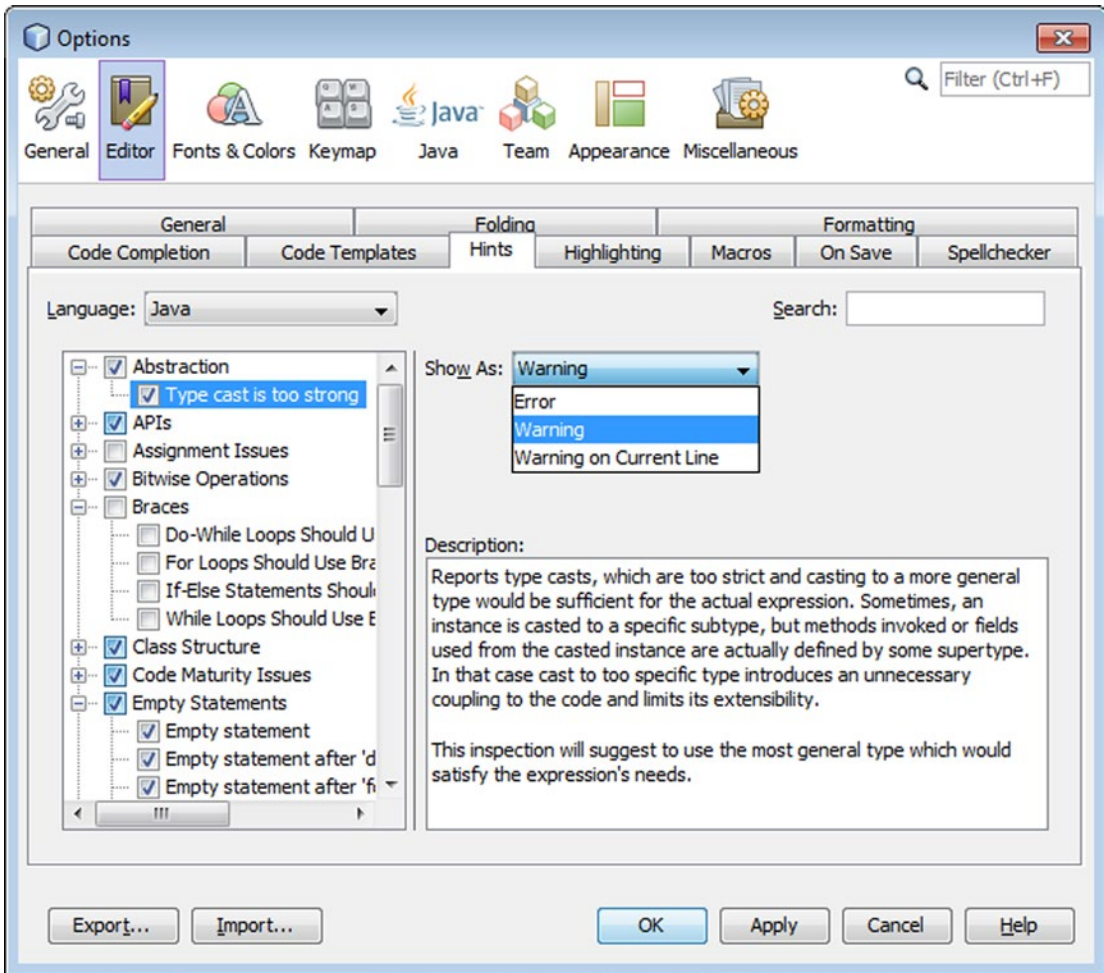 Options
Filter (Ctrl+F)
General Editor Fonts & Colors Keymap Java Team Appearance Miscellaneous
Java
General Folding Formatting
Code Completion Code Templates Hints Highlighting Macros On Save Spellchecker
Language: Java
Search:
Abstraction
Type cast is too strong
APIs
Assignment Issues
Bitwise Operations
Braces
Do-While Loops Should U
For Loops Should Use Bra
If-Else Statements Should
While Loops Should Use B
Class Structure
Code Maturity Issues
Empty Statements
Empty statement
Empty statement after 'd
Empty statement after 'f
Show As: Warning
Error
Warning
Warning on Current Line
Description:
Reports type casts, which are too strict and casting to a more general
type would be sufficient for the actual expression. Sometimes, an
instance is casted to a specific subtype, but methods invoked or fields
used from the casted instance are actually defined by some supertype.
In that case cast to too specific type introduces an unnecessary
coupling to the code and limits its extensibility.
This inspection will suggest to use the most general type which would
satisfy the expression's needs.
Export... Import... OK Apply Cancel Help